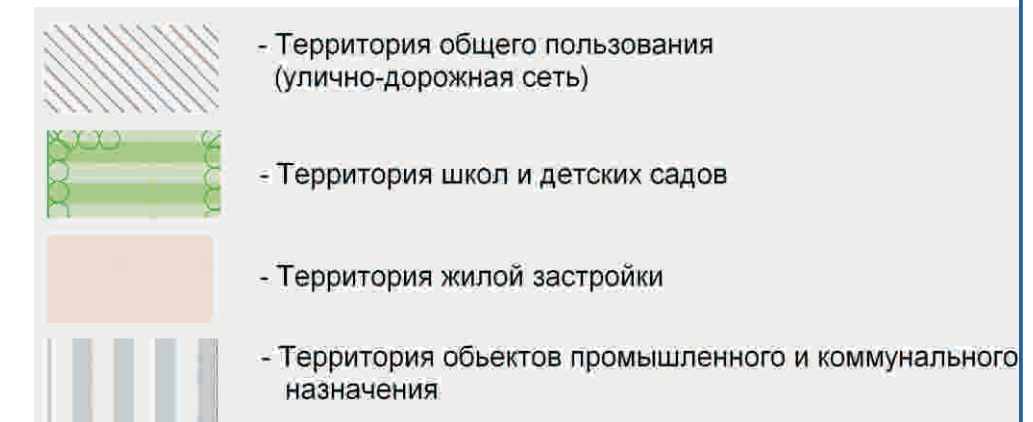 - Территория общего пользования
(улично-дорожная сеть)
- Территория школ и детских садов
- Территория жилой застройки
- Территория обьектов промышленного и коммунального
назначения